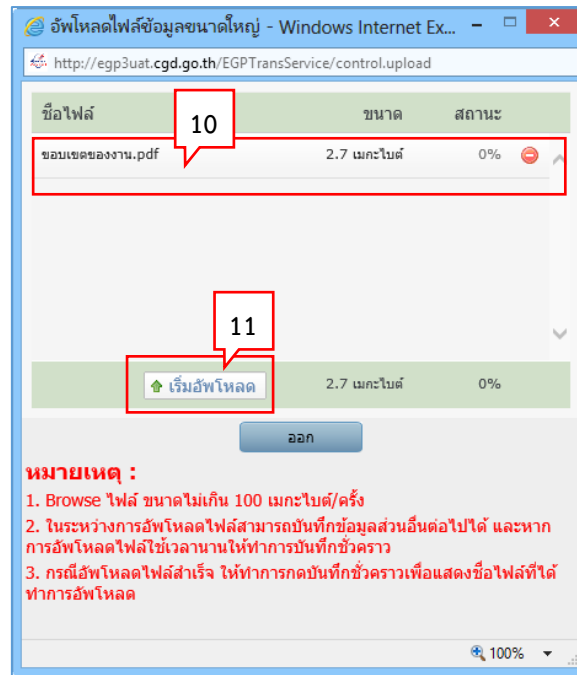 อัพโหลดไฟล์ข้อมูลขนาดใหญ่ - Windows Internet Ex...
http://egp3uat.cgd.go.th/EGPTransService/control.upload
ชื่อไฟล์ ขนาด สถานะ
10
ขอบเขตของงาน.pdf 2.7 เมกะไบต์ 0%
11
เริ่มอัพโหลด 2.7 เมกะไบต์ 0%
ออก
หมายเหตุ :
1. Browse ไฟล์ ขนาดไม่เกิน 100 เมกะไบต์/ครั้ง
2. ในระหว่างการอัพโหลดไฟล์สามารถบันทึกข้อมูลส่วนอื่นต่อไปได้ และหาก
การอัพโหลดไฟล์ใช้เวลานานให้ทำการบันทึกชั่วคราว
3. กรณีอัพโหลดไฟล์สำเร็จ ให้ทำการกดบันทึกชั่วคราวเพื่อแสดงชื่อไฟล์ที่ได้
ทำการอัพโหลด
100%